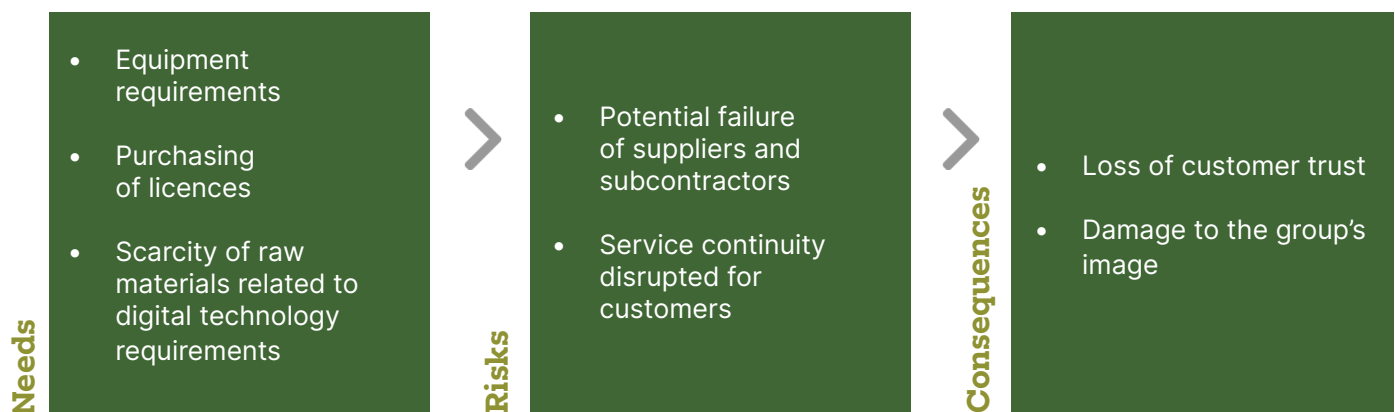 Needs
• Equipment
requirements
• Purchasing
of licences
• Scarcity of raw
materials related to
digital technology
requirements
Risks
• Potential failure
of suppliers and
subcontractors
• Service continuity
disrupted for
customers
Consequences
• Loss of customer trust
• Damage to the group’s
image